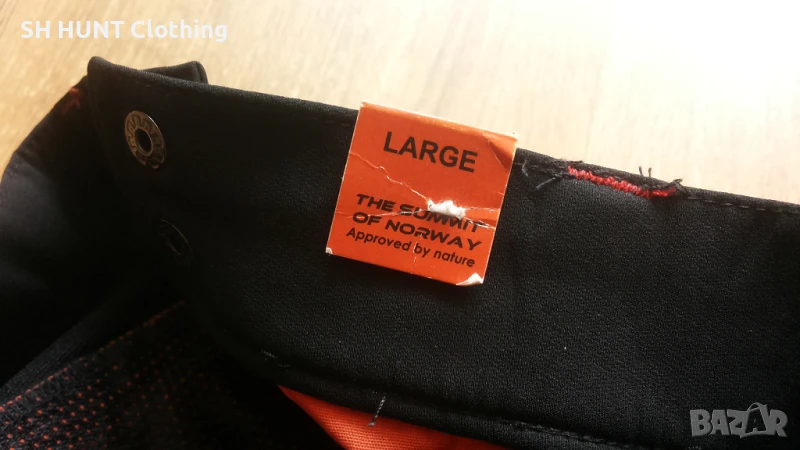 SH HUNT Clothing
LARGE
THE SUMMIT
OF NORWAY
Approved by nature
BAZAR